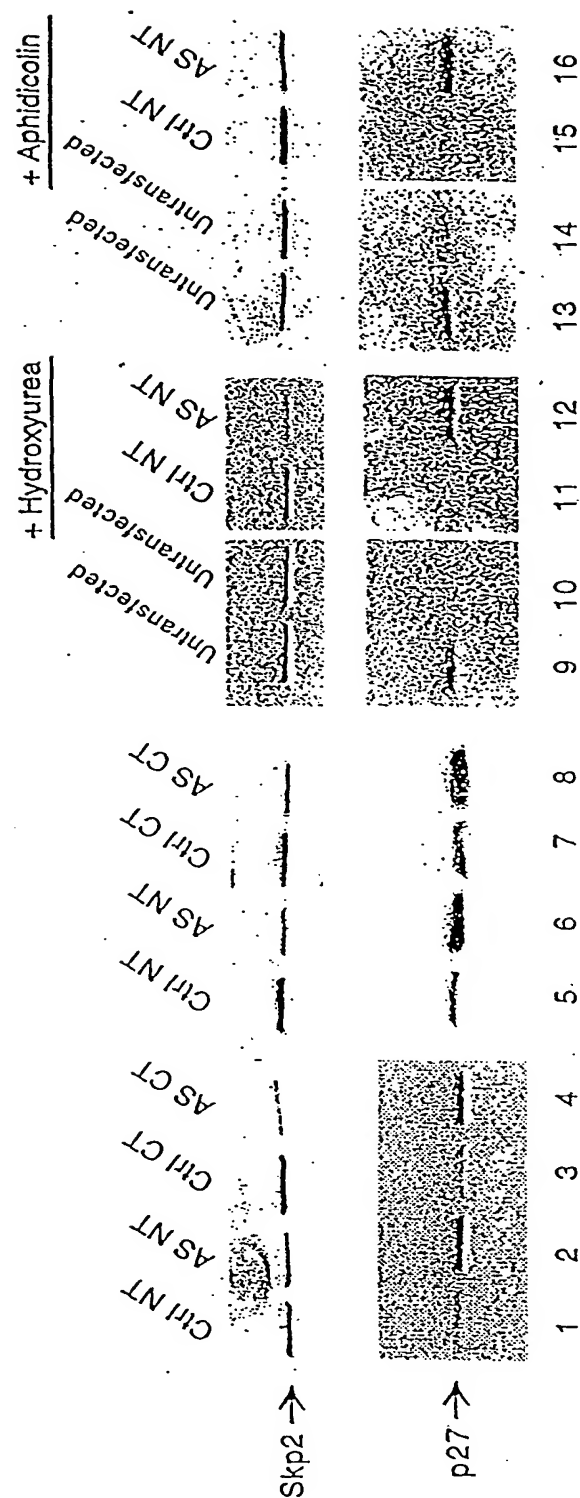 + Hydroxyurea
+ Aphidicolin
Ctrl NT
AS NT
Ctrl CT
AS CT
Ctrl NT
AS NT
Ctrl CT
AS CT
Untransfected
Untransfected
Ctrl NT
AS NT
Untransfected
Untransfected
Ctrl NT
AS NT
Skp2 →
p27 →
1 2 3 4 5 6 7 8 9 10 11 12 13 14 15 16